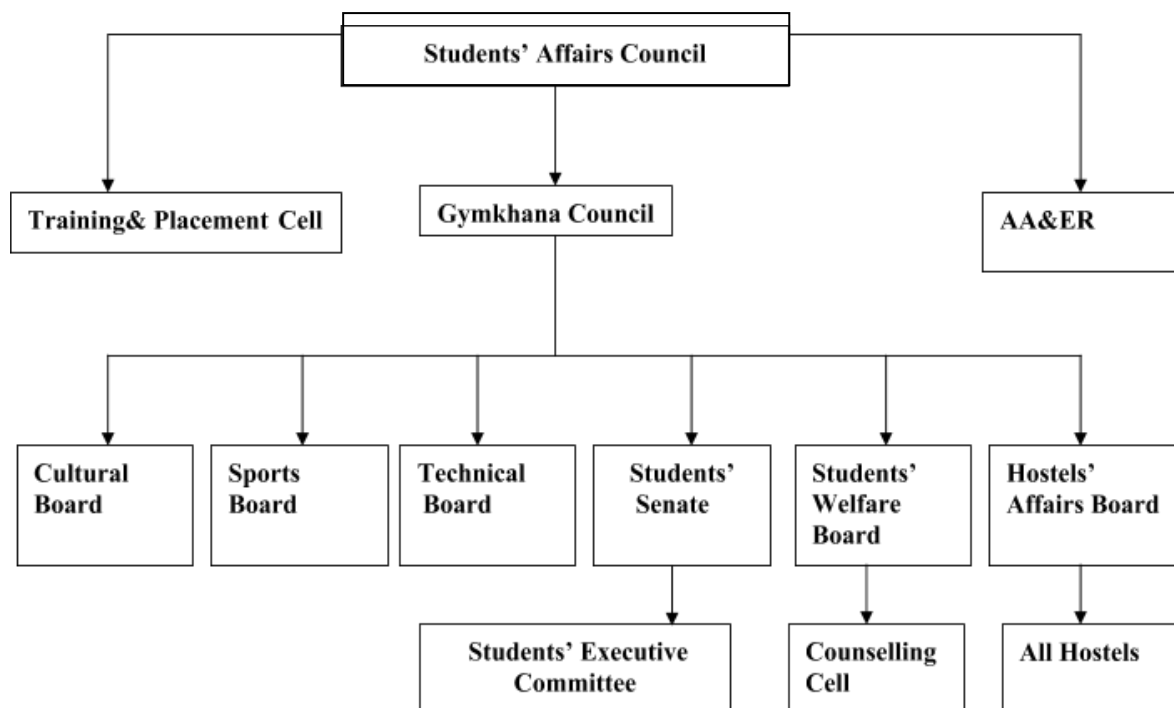 Students’ Affairs Council
Training& Placement Cell
Gymkhana Council
AA&ER
Cultural
Board
Sports
Board
Technical
Board
Students’
Senate
Students’
Welfare
Board
Hostels’
Affairs Board
Students’ Executive
Committee
Counselling
Cell
All Hostels